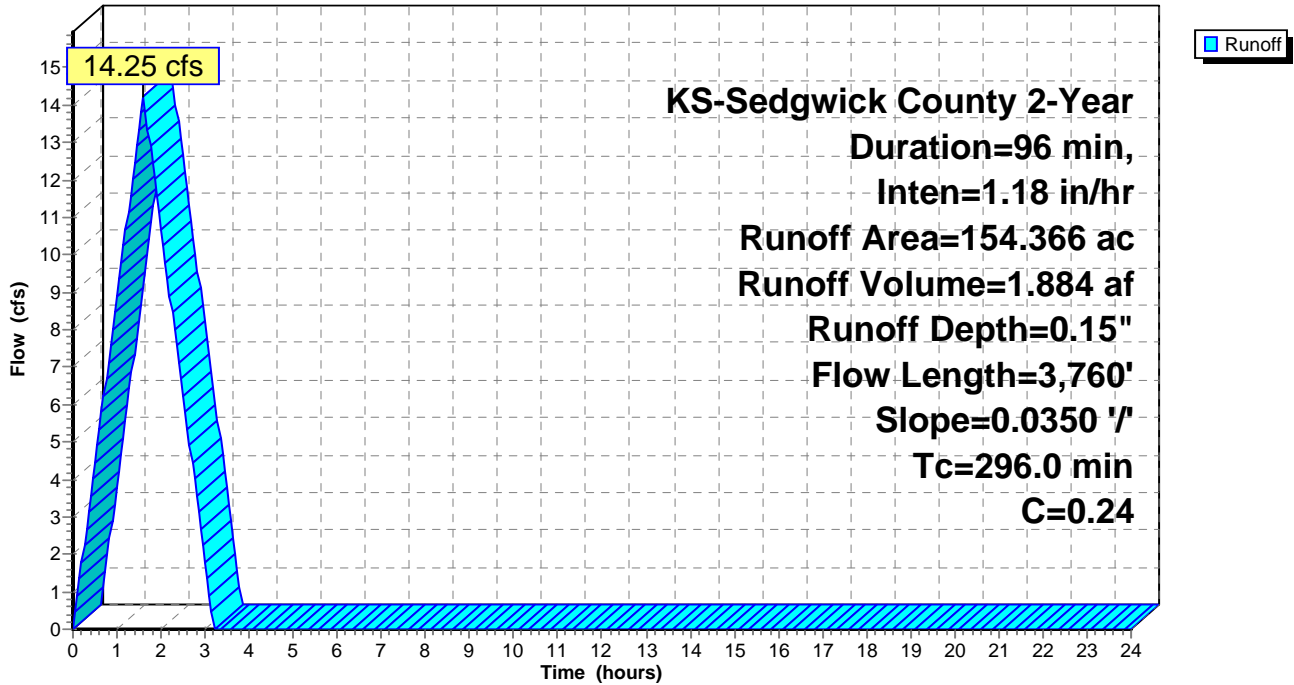 Runoff
14.25 cfs
KS-Sedgwick County 2-Year
Duration=96 min,
Inten=1.18 in/hr
Runoff Area=154.366 ac
Runoff Volume=1.884 af
Runoff Depth=0.15"
Flow Length=3,760'
Slope=0.0350 '/'
Tc=296.0 min
C=0.24
Flow (cfs)
15
14
13
12
11
10
9
8
7
6
5
4
3
2
1
0
0 1 2 3 4 5 6 7 8 9 10 11 12 13 14 15 16 17 18 19 20 21 22 23 24
Time (hours)